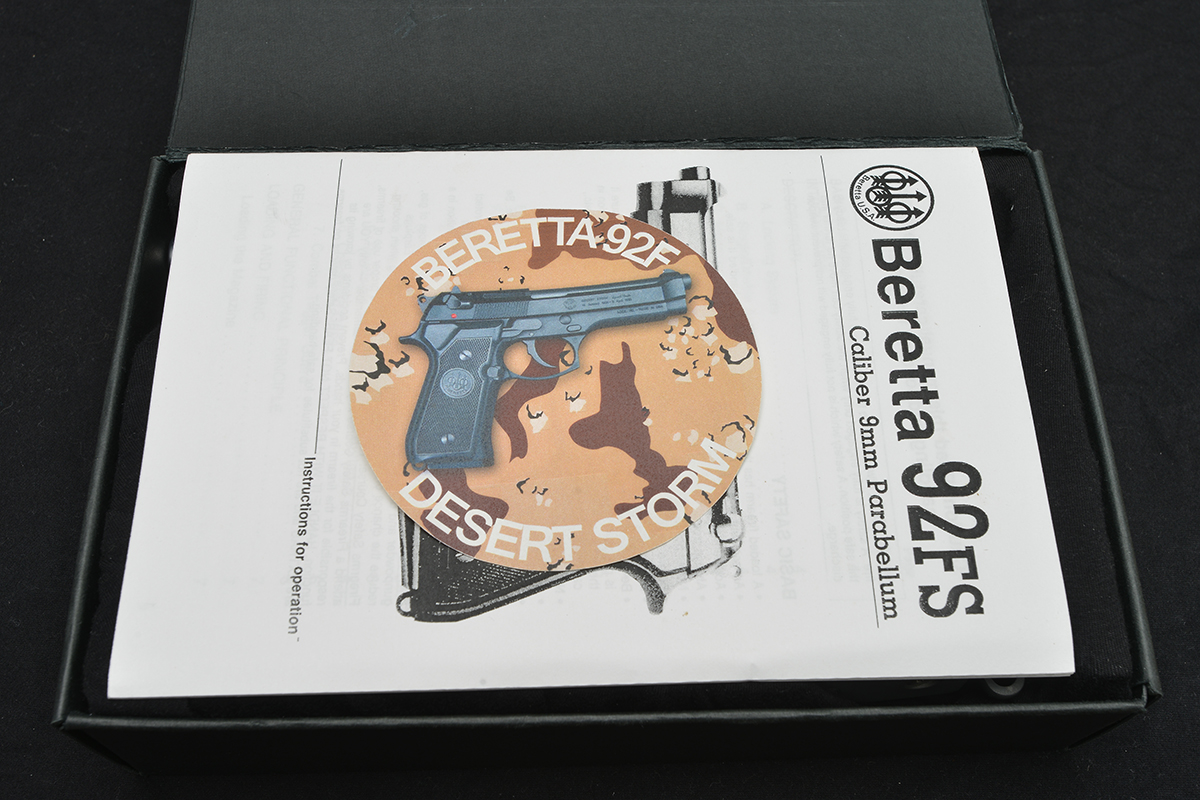 Beretta U.S.A.
Beretta 92FS
Caliber 9mm Parabellum
BERETTA 92F
DESERT STORM
Instructions for operation